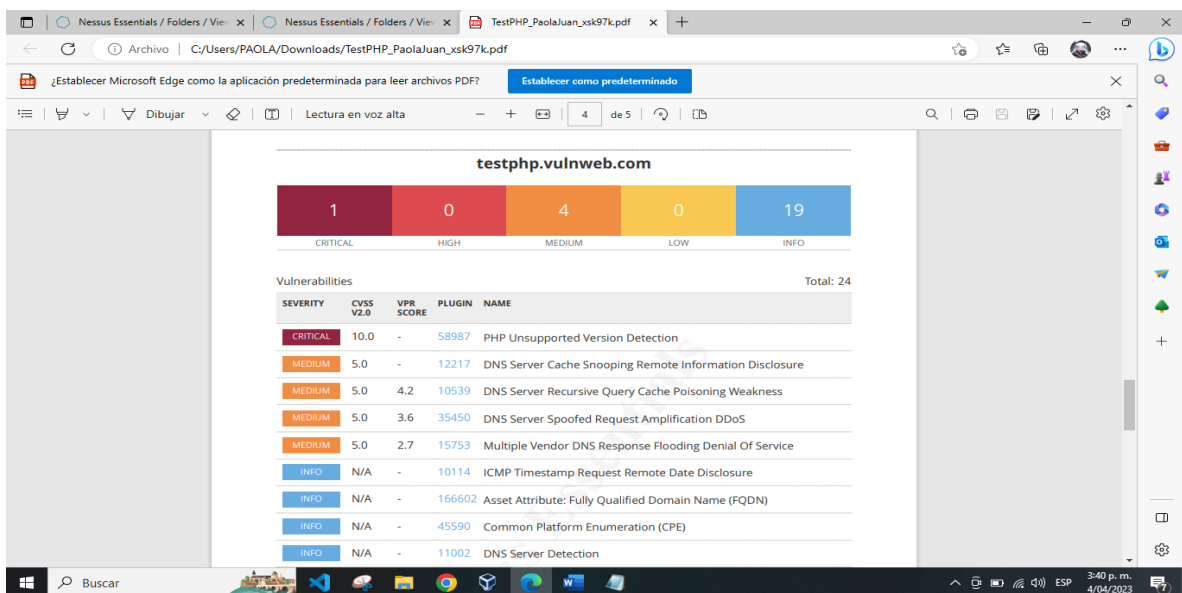 Nessus Essentials / Folders / Viev
Nessus Essentials / Folders / Viev
TestPHP_PaolaJuan_xsk97k.pdf
Archivo | C:/Users/PAOLA/Downloads/TestPHP_PaolaJuan_xsk97k.pdf
¿Establecer Microsoft Edge como la aplicación predeterminada para leer archivos PDF? Establecer como predeterminado
Dibujar Lectura en voz alta 4 de 5
testphp.vulnweb.com
1 0 4 0 19
CRITICAL HIGH MEDIUM LOW INFO
Vulnerabilities Total: 24
SEVERITY CVSS V2.0 VPR SCORE PLUGIN NAME
CRITICAL 10.0 - 58987 PHP Unsupported Version Detection
MEDIUM 5.0 - 12217 DNS Server Cache Snooping Remote Information Disclosure
MEDIUM 5.0 4.2 10539 DNS Server Recursive Query Cache Poisoning Weakness
MEDIUM 5.0 3.6 35450 DNS Server Spoofed Request Amplification DDoS
MEDIUM 5.0 2.7 15753 Multiple Vendor DNS Response Flooding Denial Of Service
INFO N/A - 10114 ICMP Timestamp Request Remote Date Disclosure
INFO N/A - 166602 Asset Attribute: Fully Qualified Domain Name (FQDN)
INFO N/A - 45590 Common Platform Enumeration (CPE)
INFO N/A - 11002 DNS Server Detection
Buscar
ESP
3:40 p. m.
4/04/2023